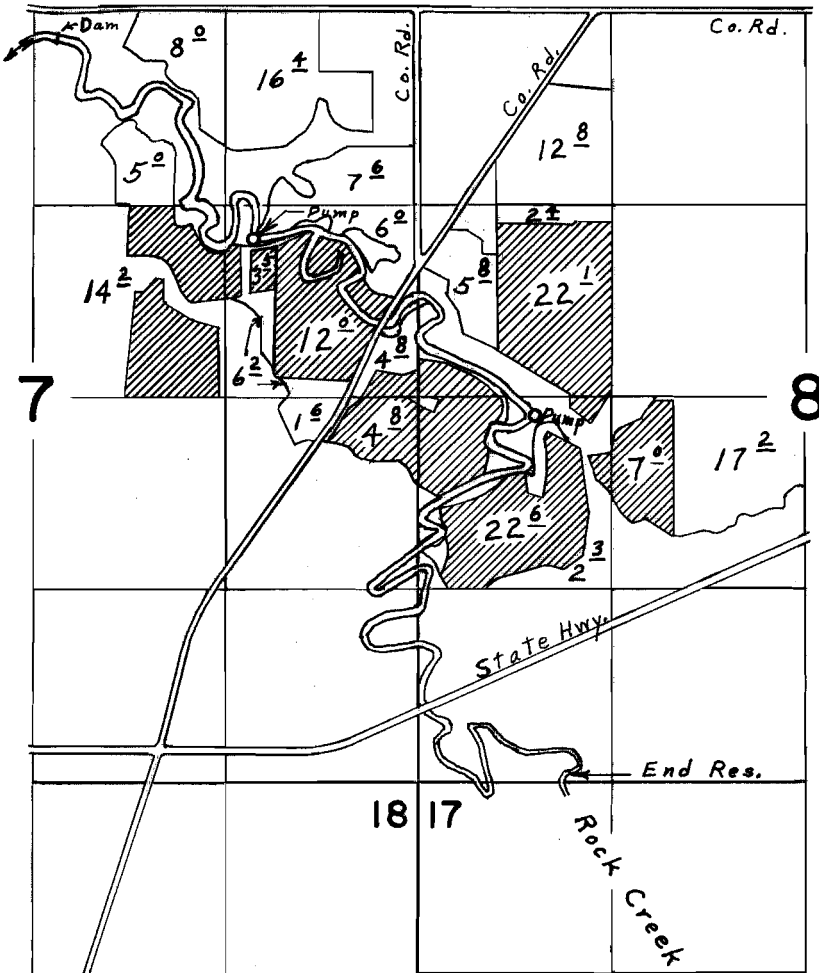 Dam
8 0
16 4
Co. Rd.
Co. Rd.
Co. Rd.
12 8
5 0
7 6
Pump
6 0
2 4
14 2
3 5
5 8
22 1
12 0
4 8
7
6 2
8
1 6
4 8
Pump
7 0
17 2
22 6
2 3
State Hwy.
End Res.
18 17
Rock Creek